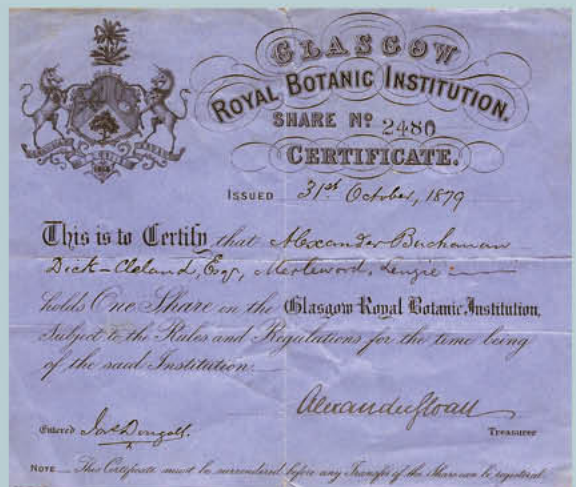 GLASGOW
ROYAL BOTANIC INSTITUTION.
SHARE Nº 2480
CERTIFICATE.
ISSUED 31st October, 1879
This is to Certify that Alexander Buchanan
Dick-Cleland, Esqr, Merleword, Lenzie
holds One Share in the Glasgow Royal Botanic Institution,
Subject to the Rules and Regulations for the time being
of the said Institution.
Alexander Sloan
Entered Jas Dougall.
Treasurer
NOTE _ This Certificate must be surrendered before any Transfer of the Share can be registered.